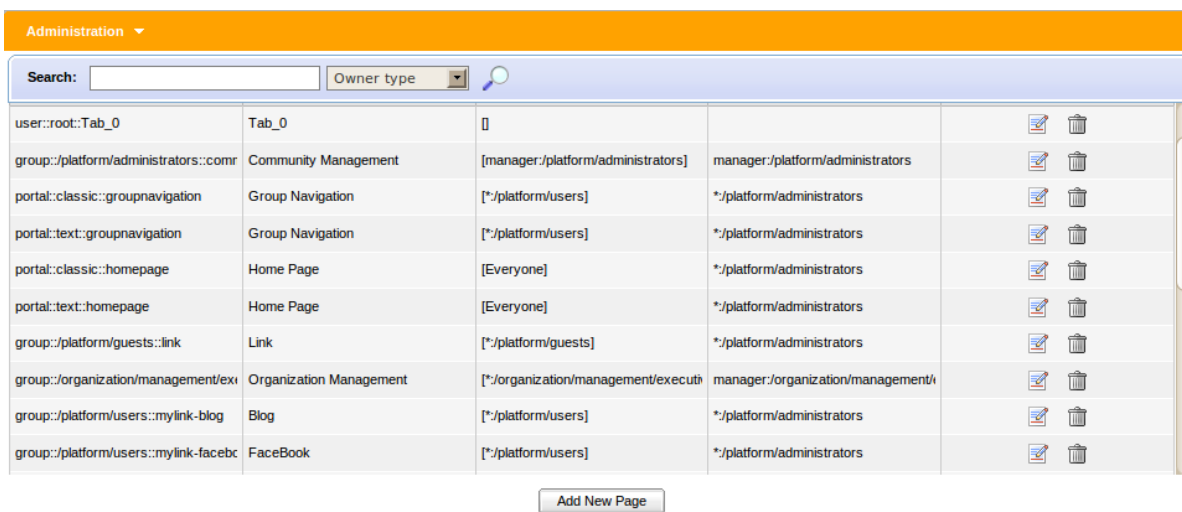 Administration
Search: Owner type
user::root::Tab_0 Tab_0 []
group::/platform/administrators::comm Community Management [manager:/platform/administrators] manager:/platform/administrators
portal::classic::groupnavigation Group Navigation [*:/platform/users] *:/platform/administrators
portal::text::groupnavigation Group Navigation [*:/platform/users] *:/platform/administrators
portal::classic::homepage Home Page [Everyone] *:/platform/administrators
portal::text::homepage Home Page [Everyone] *:/platform/administrators
group::/platform/guests::link Link [*:/platform/guests] *:/platform/administrators
group::/organization/management/exe Organization Management [*:/organization/management/executiv manager:/organization/management/e
group::/platform/users::mylink-blog Blog [*:/platform/users] *:/platform/administrators
group::/platform/users::mylink-facebo FaceBook [*:/platform/users] *:/platform/administrators
Add New Page